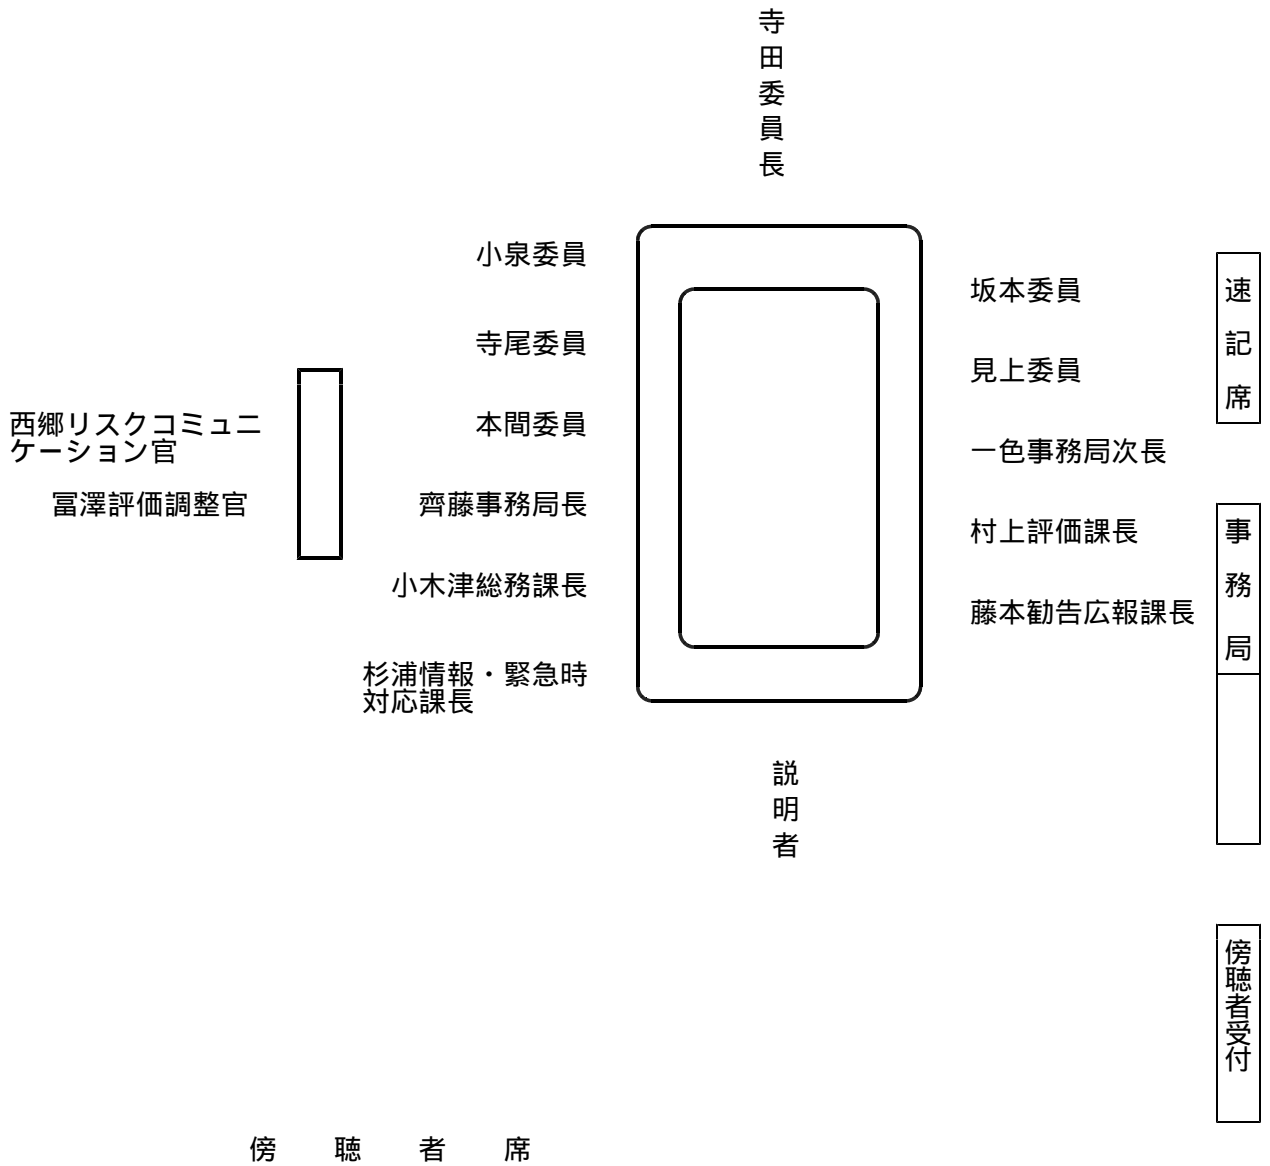 寺田委員長
小泉委員
坂本委員
速記席
寺尾委員
見上委員
西郷リスクコミュニ
ケーション官
本間委員
一色事務局次長
冨澤評価調整官
齊藤事務局長
村上評価課長
事務局
小木津総務課長
藤本勧告広報課長
杉浦情報・緊急時
対応課長
説明者
傍聴者受付
傍聴者席